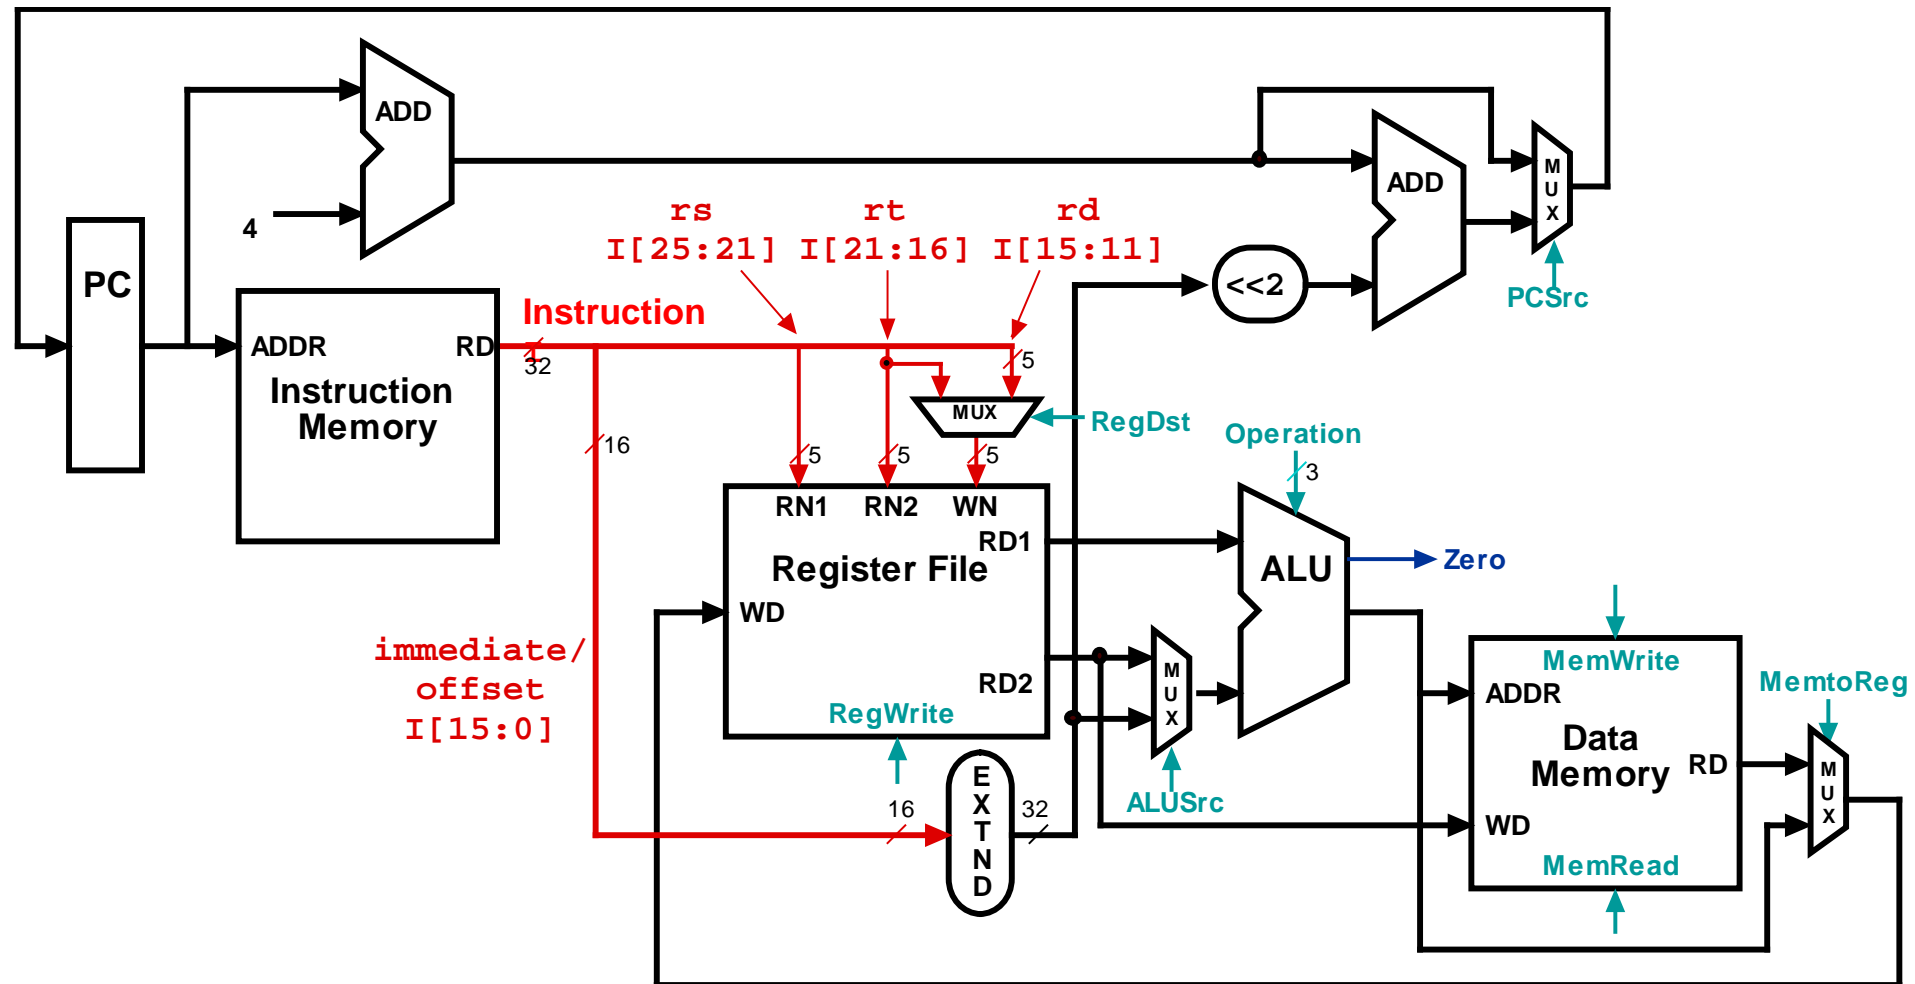 ADD
4
PC
rs
I[25:21]
rt
I[21:16]
rd
I[15:11]
ADD
M
U
X
PCSrc
<<2
Instruction
ADDR
RD
32
Instruction
Memory
5
MUX
RegDst
16
5
5
5
Operation
3
RN1
RN2
WN
RD1
Register File
WD
RD2
RegWrite
ALU
Zero
immediate/
offset
I[15:0]
M
U
X
ALUSrc
16
E
X
T
N
D
32
MemWrite
ADDR
Data
Memory
RD
WD
MemRead
MemtoReg
M
U
X